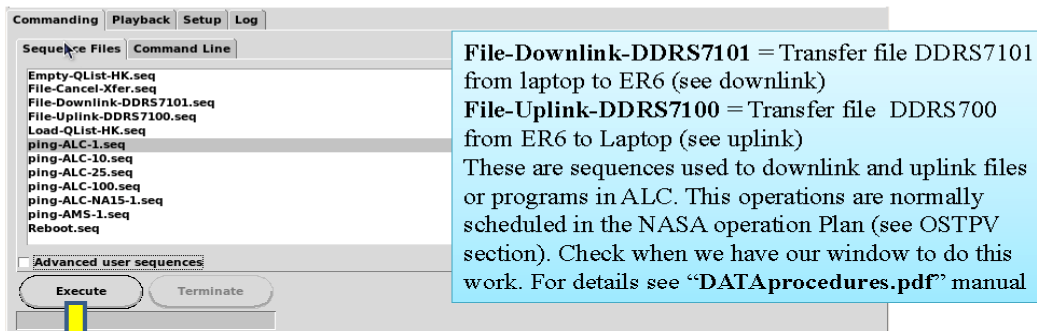 Commanding Playback Setup Log
Sequence Files Command Line
Empty-QList-HK.seq
File-Cancel-Xfer.seq
File-Downlink-DDRS7101.seq
File-Uplink-DDRS7100.seq
Load-QList-HK.seq
ping-ALC-1.seq
ping-ALC-10.seq
ping-ALC-25.seq
ping-ALC-100.seq
ping-ALC-NA15-1.seq
ping-AMS-1.seq
Reboot.seq
Advanced user sequences
Execute Terminate
File-Downlink-DDRS7101 = Transfer file DDRS7101
from laptop to ER6 (see downlink)
File-Uplink-DDRS7100 = Transfer file DDRS700
from ER6 to Laptop (see uplink)
These are sequences used to downlink and uplink files
or programs in ALC. This operations are normally
scheduled in the NASA operation Plan (see OSTPV
section). Check when we have our window to do this
work. For details see “DATAprocedures.pdf” manual